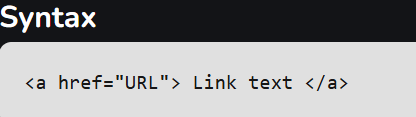 Syntax
<a href="URL"> Link text </a>